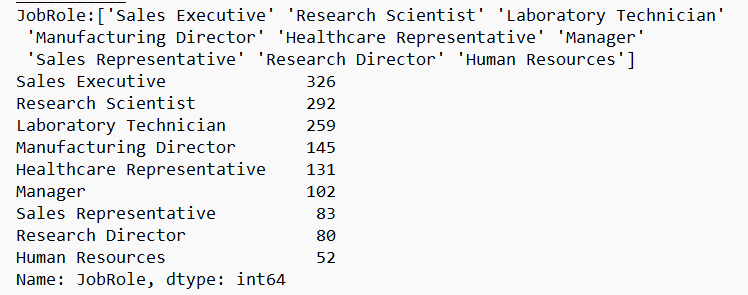 JobRole:['Sales Executive' 'Research Scientist' 'Laboratory Technician'
 'Manufacturing Director' 'Healthcare Representative' 'Manager'
 'Sales Representative' 'Research Director' 'Human Resources']
Sales Executive              326
Research Scientist           292
Laboratory Technician        259
Manufacturing Director       145
Healthcare Representative    131
Manager                      102
Sales Representative          83
Research Director             80
Human Resources               52
Name: JobRole, dtype: int64